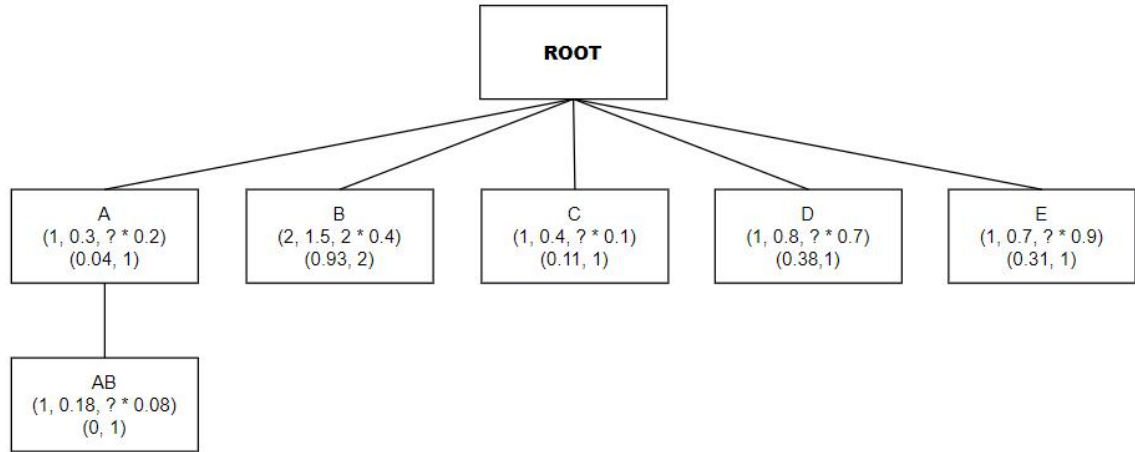 ROOT
A
(1, 0.3, ? * 0.2)
(0.04, 1)
B
(2, 1.5, 2 * 0.4)
(0.93, 2)
C
(1, 0.4, ? * 0.1)
(0.11, 1)
D
(1, 0.8, ? * 0.7)
(0.38,1)
E
(1, 0.7, ? * 0.9)
(0.31, 1)
AB
(1, 0.18, ? * 0.08)
(0, 1)